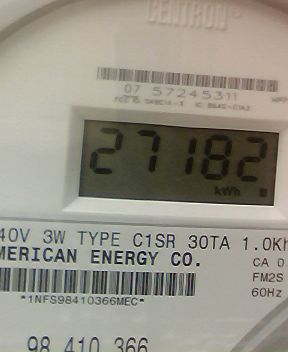 CENTRON®
07 57245311
27182
kWh
40V 3W TYPE C1SR 30TA 1.0Kh
MERICAN ENERGY CO.
CA 0
FM2S
60Hz
*1NFS98410366MEC*
98 410 366